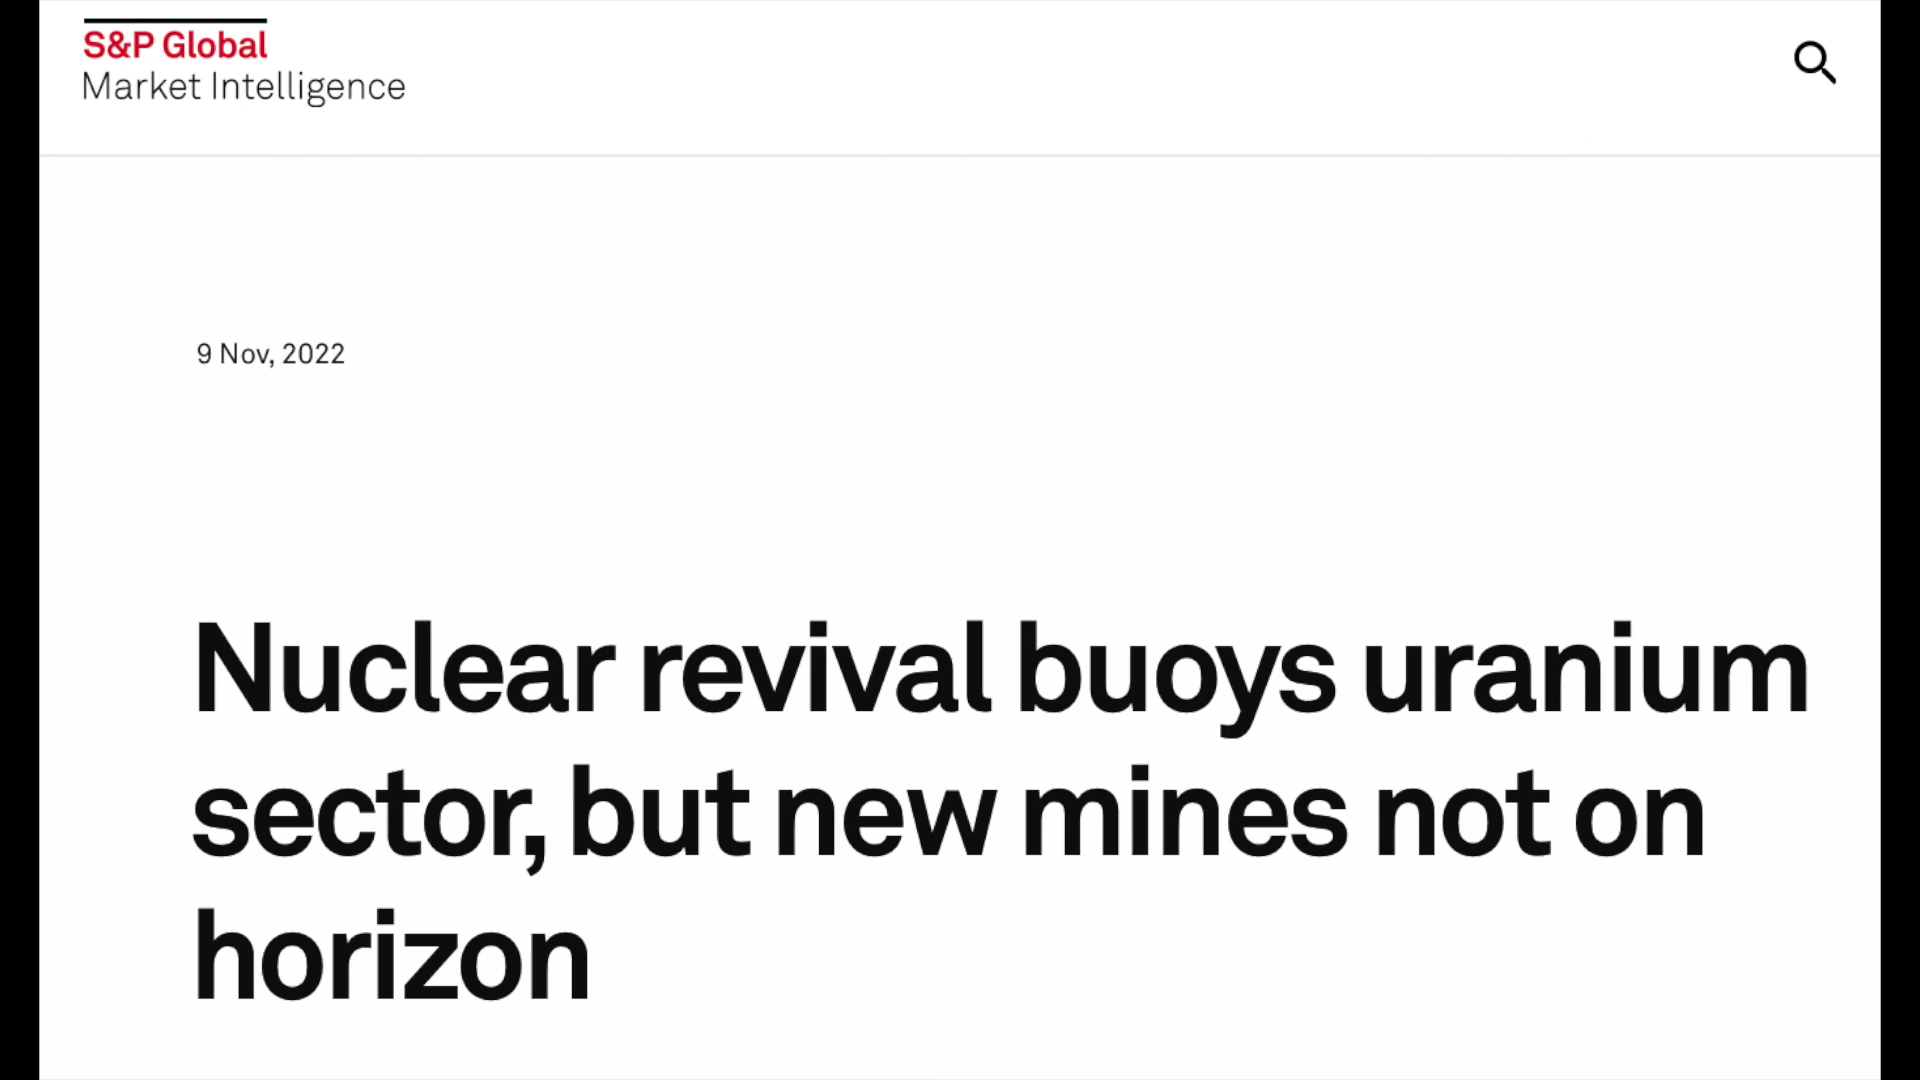 S&P Global
Market Intelligence
9 Nov, 2022
Nuclear revival buoys uranium
sector, but new mines not on
horizon